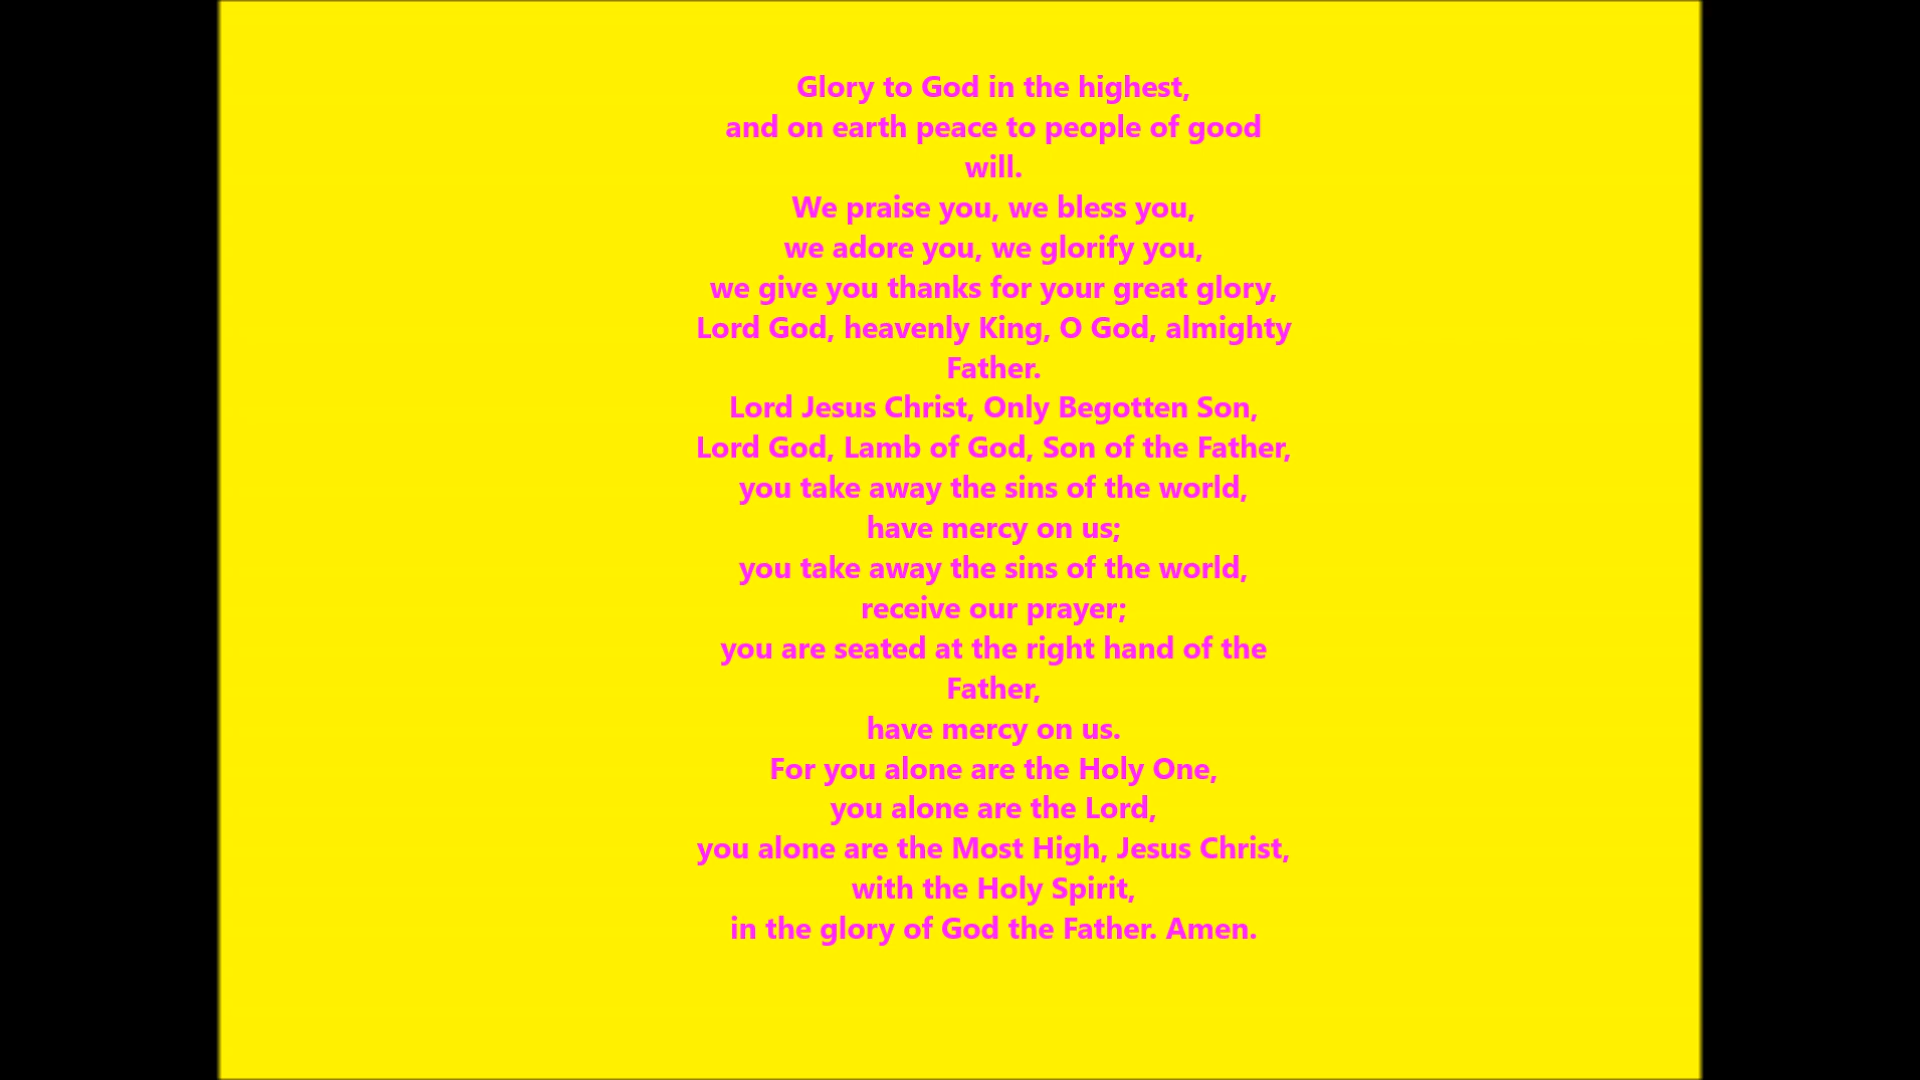 Glory to God in the highest,
and on earth peace to people of good
will.
We praise you, we bless you,
we adore you, we glorify you,
we give you thanks for your great glory,
Lord God, heavenly King, O God, almighty
Father.
Lord Jesus Christ, Only Begotten Son,
Lord God, Lamb of God, Son of the Father,
you take away the sins of the world,
have mercy on us;
you take away the sins of the world,
receive our prayer;
you are seated at the right hand of the
Father,
have mercy on us.
For you alone are the Holy One,
you alone are the Lord,
you alone are the Most High, Jesus Christ,
with the Holy Spirit,
in the glory of God the Father. Amen.